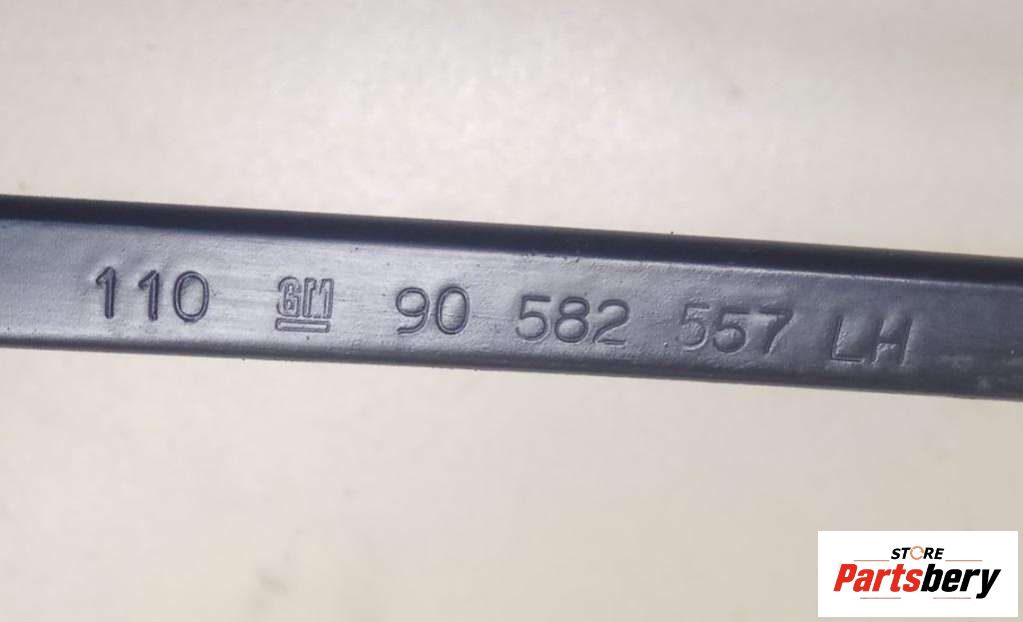 110 GM 90 582 557 LH
STORE
Partsbery